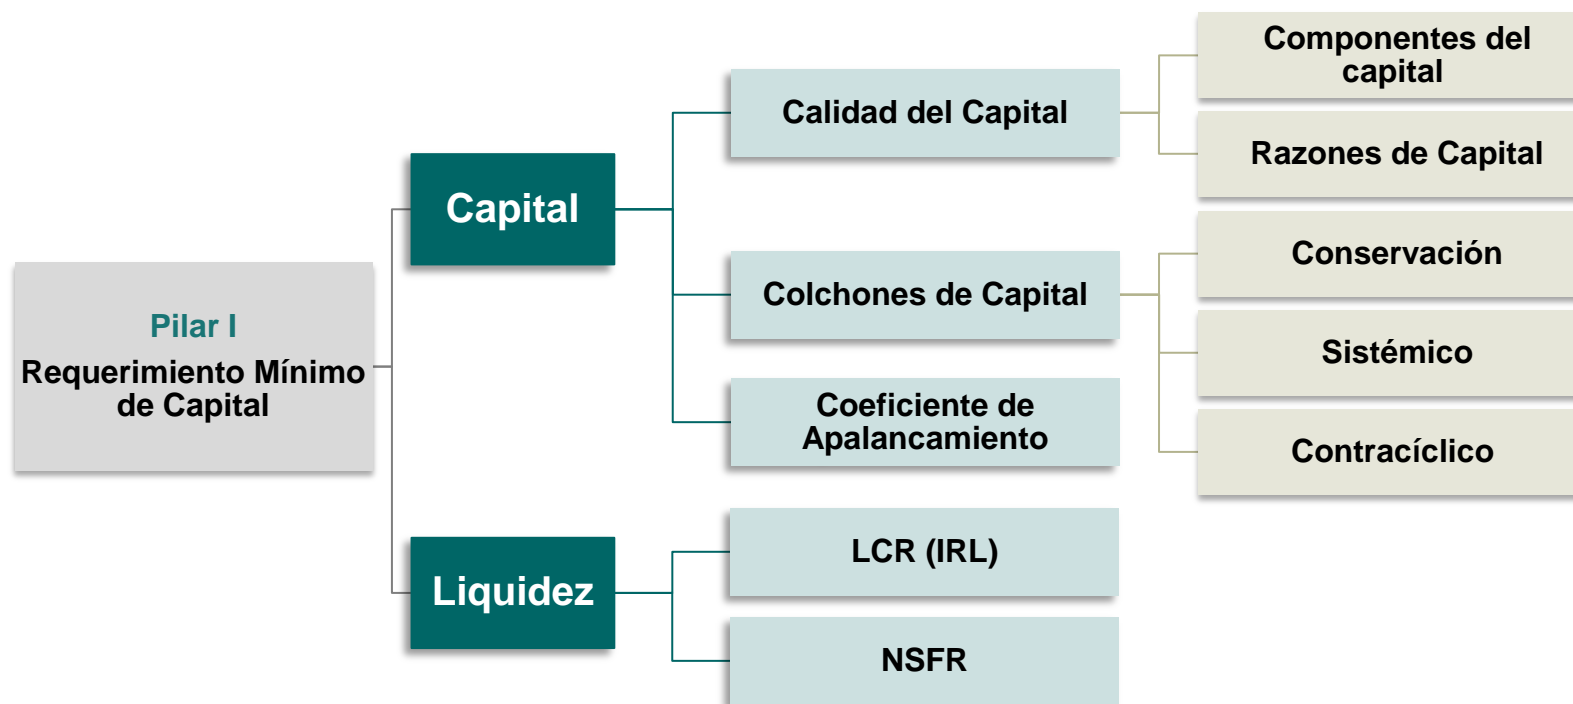 Pilar I
Requerimiento Mínimo
de Capital
Capital
Liquidez
Calidad del Capital
Colchones de Capital
Coeficiente de
Apalancamiento
LCR (IRL)
NSFR
Componentes del
capital
Razones de Capital
Conservación
Sistémico
Contracíclico